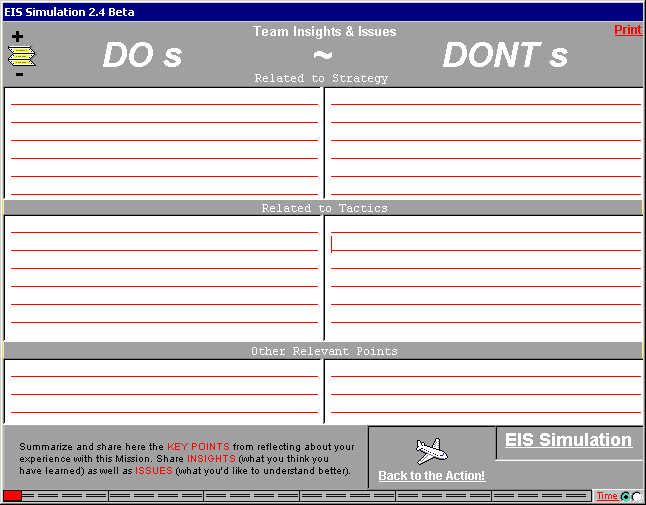 EIS Simulation 2.4 Beta
Team Insights & Issues
Print
+
DO s ~ DONT s
-
Related to Strategy
Related to Tactics
Other Relevant Points
Summarize and share here the KEY POINTS from reflecting about your
experience with this Mission. Share INSIGHTS (what you think you
have learned) as well as ISSUES (what you'd like to understand better).
EIS Simulation
Back to the Action!
Time